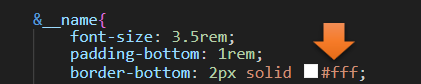 &__name{
font-size: 3.5rem;
padding-bottom: 1rem;
border-bottom: 2px solid #fff;